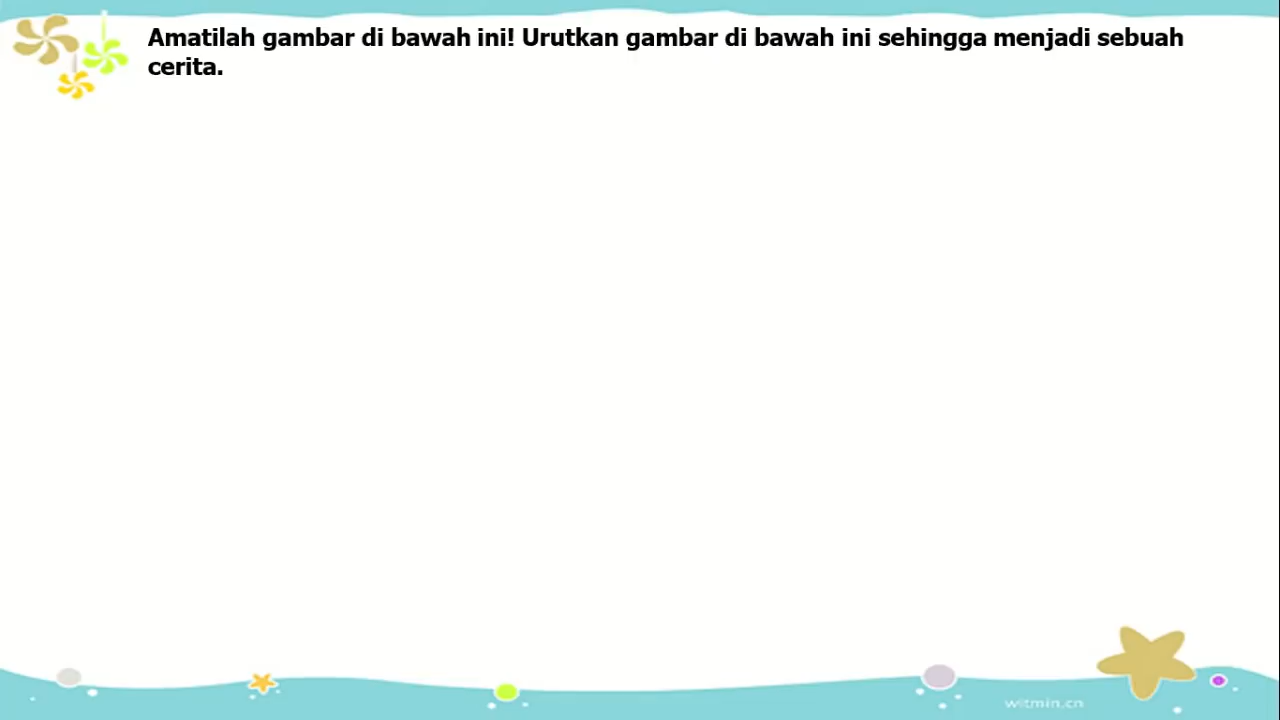 Amatilah gambar di bawah ini! Urutkan gambar di bawah ini sehingga menjadi sebuah
cerita.
witmin.cn